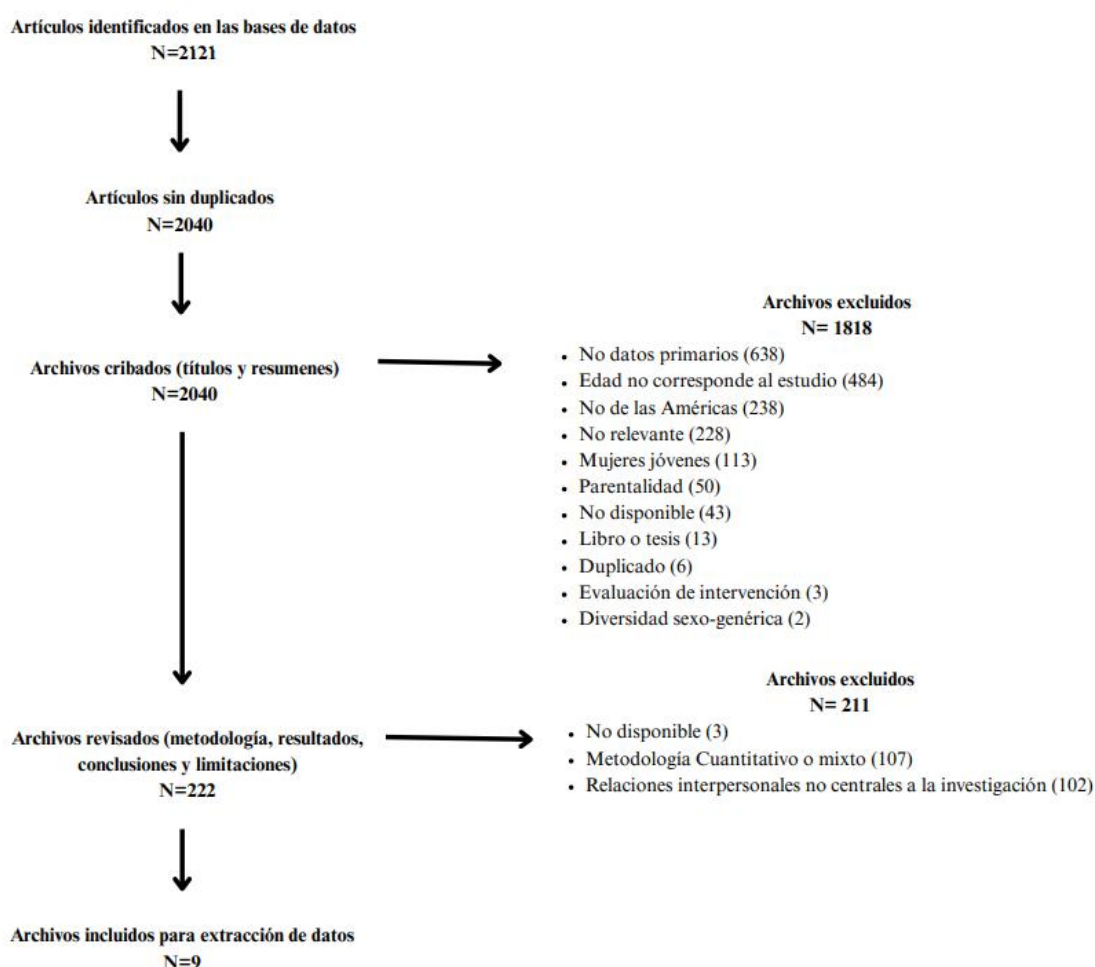 Artículos identificados en las bases de datos
N=2121
Artículos sin duplicados
N=2040
Archivos cribados (títulos y resumenes)
N=2040
Archivos excluidos
N= 1818
• No datos primarios (638)
• Edad no corresponde al estudio (484)
• No de las Américas (238)
• No relevante (228)
• Mujeres jóvenes (113)
• Parentalidad (50)
• No disponible (43)
• Libro o tesis (13)
• Duplicado (6)
• Evaluación de intervención (3)
• Diversidad sexo-genérica (2)
Archivos revisados (metodología, resultados,
conclusiones y limitaciones)
N=222
Archivos excluidos
N= 211
• No disponible (3)
• Metodología Cuantitativo o mixto (107)
• Relaciones interpersonales no centrales a la investigación (102)
Archivos incluidos para extracción de datos
N=9